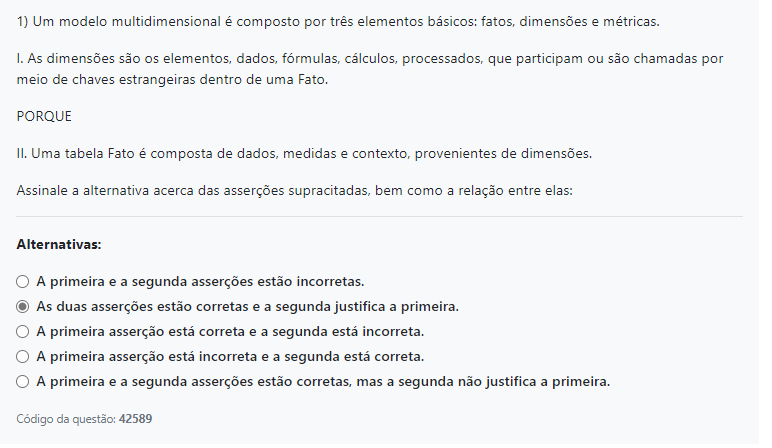 1) Um modelo multidimensional é composto por três elementos básicos: fatos, dimensões e métricas.
I. As dimensões são os elementos, dados, fórmulas, cálculos, processados, que participam ou são chamadas por
meio de chaves estrangeiras dentro de uma Fato.
PORQUE
II. Uma tabela Fato é composta de dados, medidas e contexto, provenientes de dimensões.
Assinale a alternativa acerca das asserções supracitadas, bem como a relação entre elas:
Alternativas:
A primeira e a segunda asserções estão incorretas.
As duas asserções estão corretas e a segunda justifica a primeira.
A primeira asserção está correta e a segunda está incorreta.
A primeira asserção está incorreta e a segunda está correta.
A primeira e a segunda asserções estão corretas, mas a segunda não justifica a primeira.
Código da questão: 42589